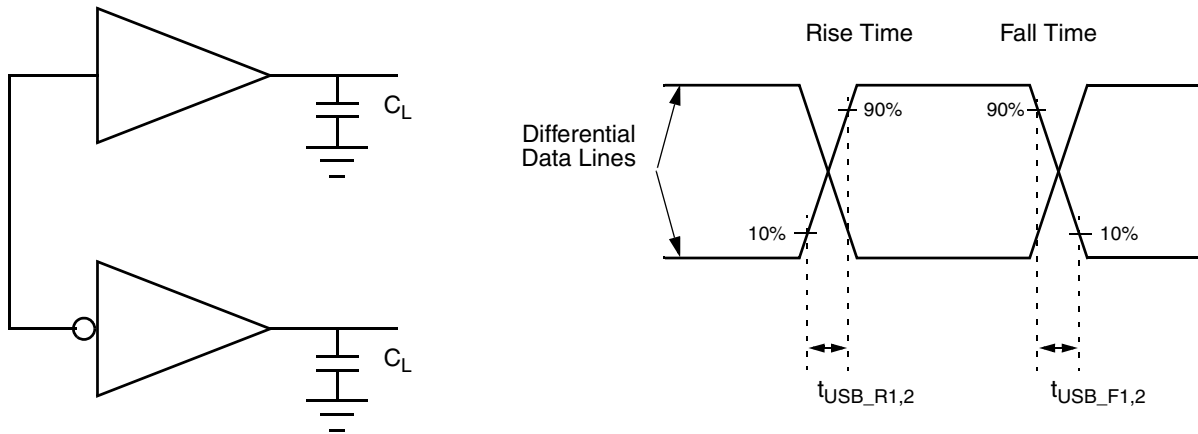 C_L
C_L
Rise Time
Fall Time
Differential
Data Lines
90%
90%
10%
10%
t_USB_R1,2
t_USB_F1,2